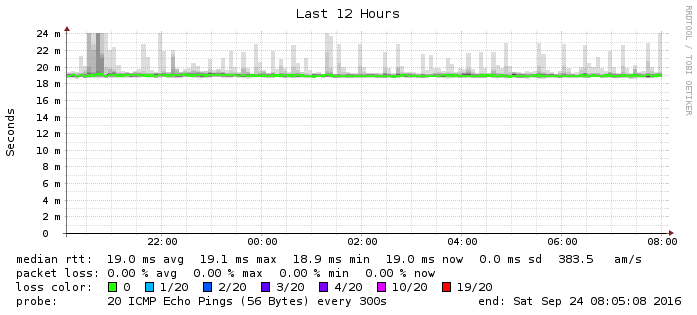 Last 12 Hours
RRDTOOL / TOBI OETIKER
Seconds
24 m
22 m
20 m
18 m
16 m
14 m
12 m
10 m
8 m
6 m
4 m
2 m
0
22:00 00:00 02:00 04:00 06:00 08:00
median rtt: 19.0 ms avg 19.1 ms max 18.9 ms min 19.0 ms now 0.0 ms sd 383.5 am/s
packet loss: 0.00 % avg 0.00 % max 0.00 % min 0.00 % now
loss color: 0 1/20 2/20 3/20 4/20 10/20 19/20
probe: 20 ICMP Echo Pings (56 Bytes) every 300s end: Sat Sep 24 08:05:08 2016